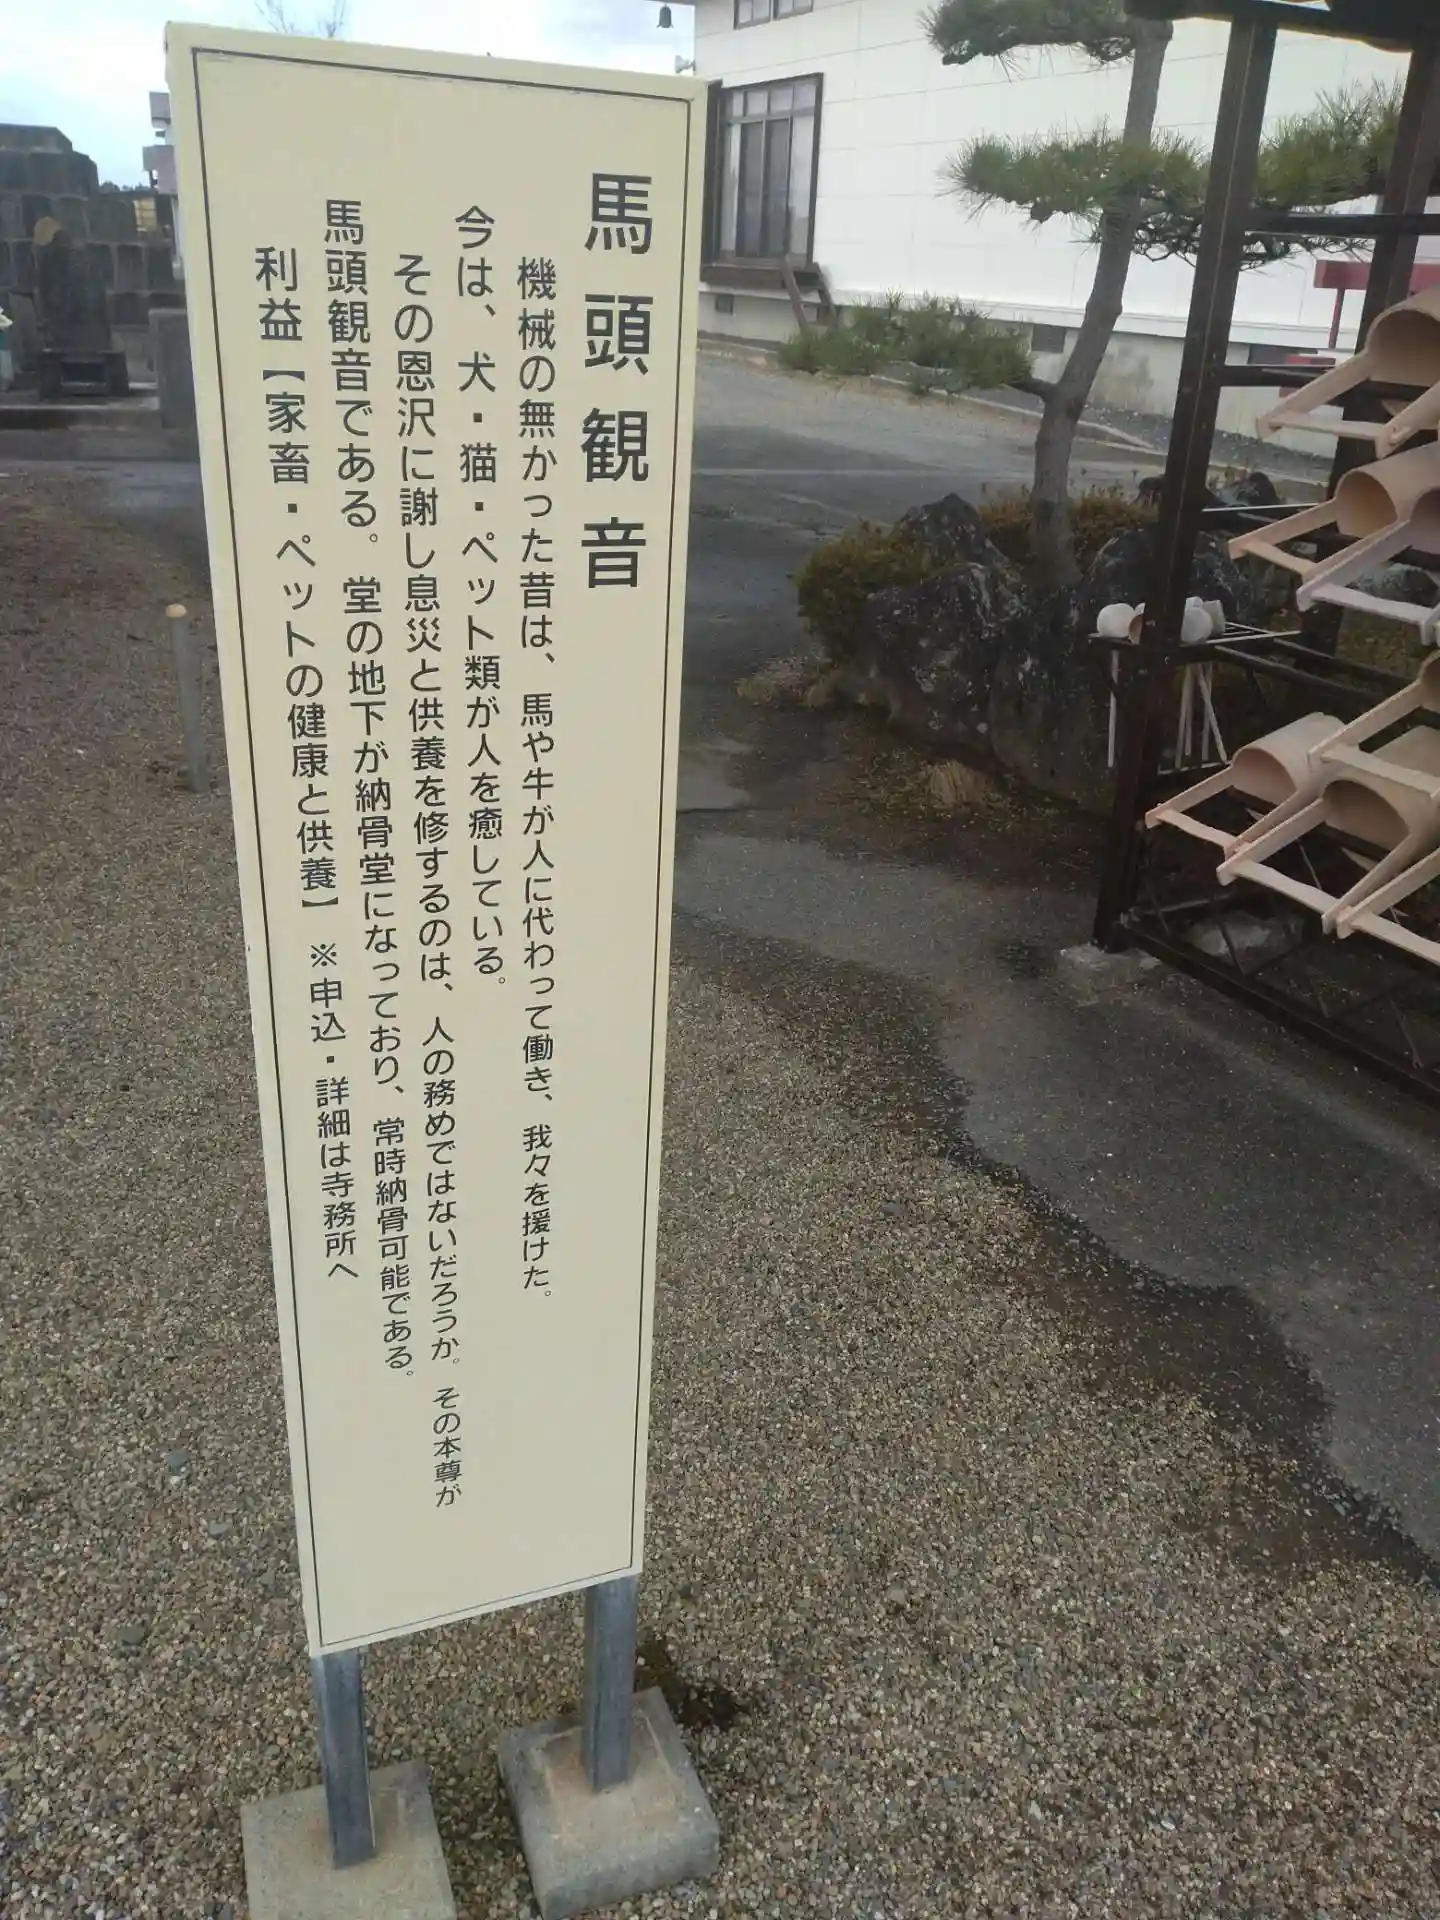 馬頭観音
機械の無かった昔は、馬や牛が人に代わって働き、我々を援けた。
今は、犬・猫・ペット類が人を癒している。
その恩沢に謝し息災と供養を修するのは、人の務めではないだろうか。その本尊が
馬頭観音である。堂の地下が納骨堂になっており、常時納骨可能である。
利益【家畜・ペットの健康と供養】 ※申込・詳細は寺務所へ